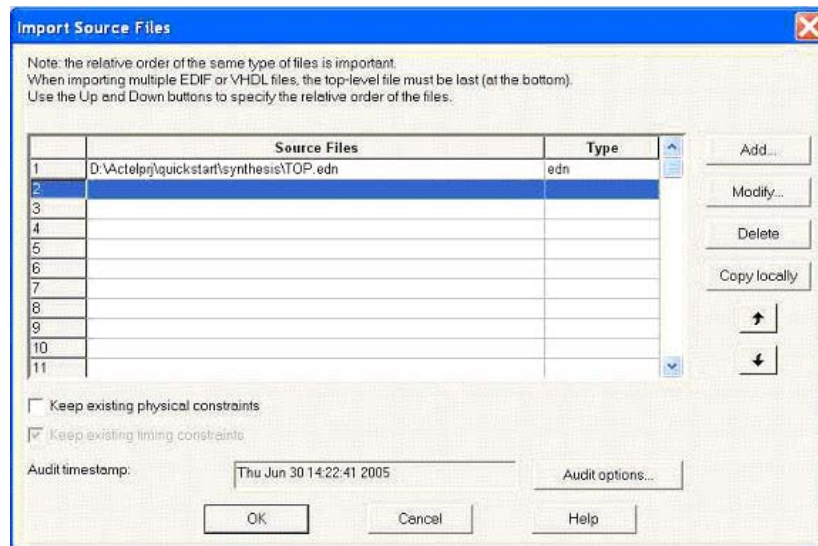 Import Source Files
Note: the relative order of the same type of files is important.
When importing multiple EDIF or VHDL files, the top-level file must be last (at the bottom).
Use the Up and Down buttons to specify the relative order of the files.
Source Files Type
1 D:\Actelprj\quickstart\synthesis\TOP.edn edn
2
3
4
5
6
7
8
9
10
11
Add...
Modify...
Delete
Copy locally
Keep existing physical constraints
Keep existing timing constraints
Audit timestamp: Thu Jun 30 14:22:41 2005 Audit options...
OK Cancel Help